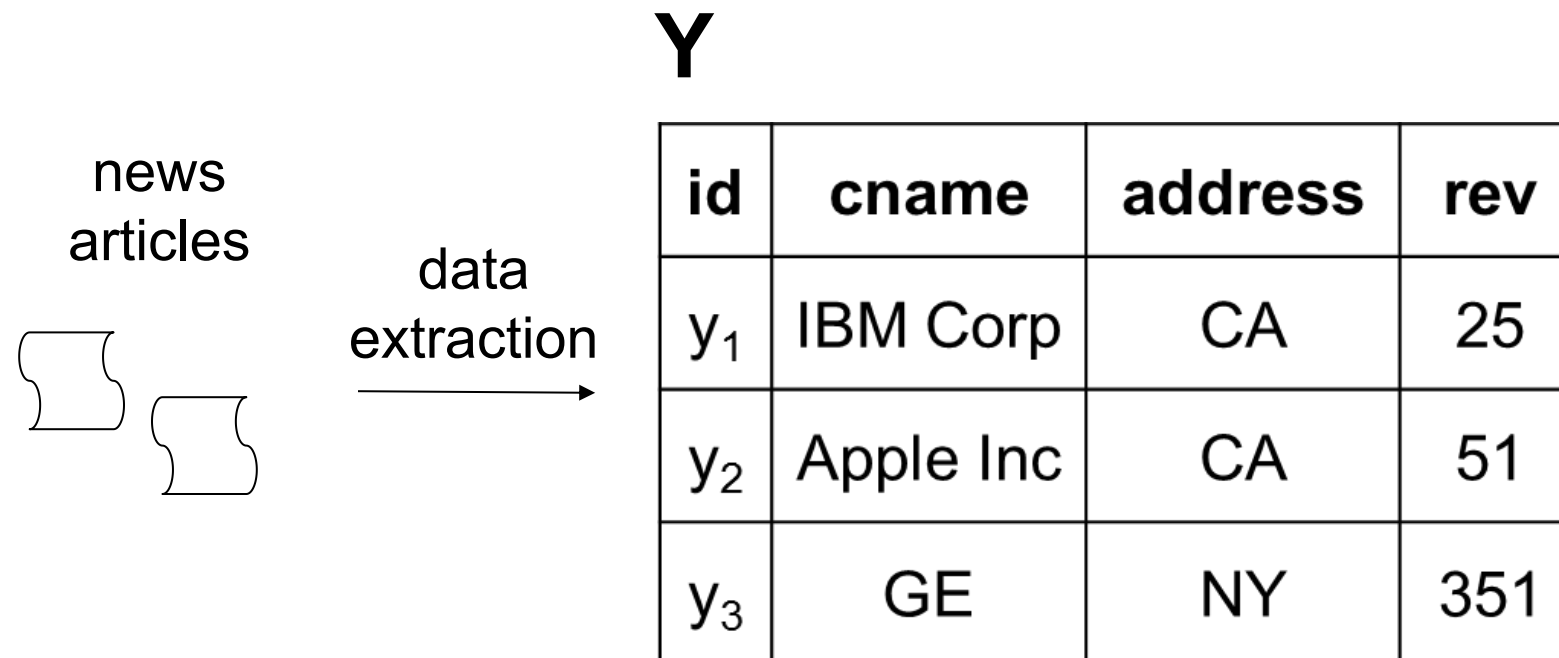 Y
news
articles
data
extraction
id cname address rev
y₁ IBM Corp CA 25
y₂ Apple Inc CA 51
y₃ GE NY 351